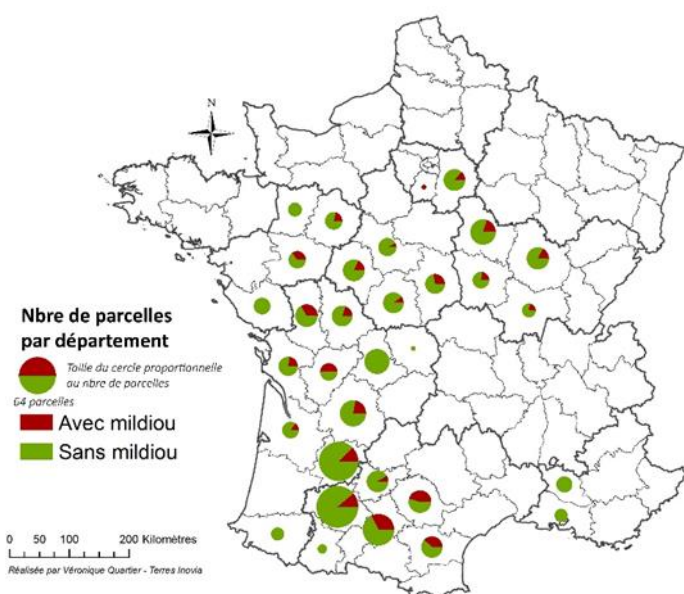 N
Nbre de parcelles
par département
Taille du cercle proportionnelle
au nbre de parcelles
64 parcelles
Avec mildiou
Sans mildiou
0 50 100 200 Kilomètres
Réalisée par Véronique Quartier - Terres Inovia